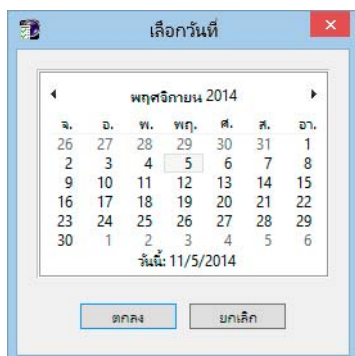 เลือกวันที่
พฤศจิกายน 2014
จ. อ. พ. พฤ. ศ. ส. อา.
26 27 28 29 30 31 1
2 3 4 5 6 7 8
9 10 11 12 13 14 15
16 17 18 19 20 21 22
23 24 25 26 27 28 29
30 1 2 3 4 5 6
วันนี้: 11/5/2014
ตกลง ยกเลิก